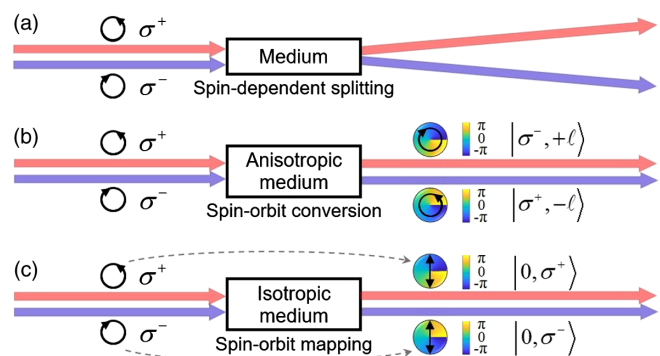 (a)
σ⁺
Medium
σ⁻
Spin-dependent splitting
(b)
σ⁺
Anisotropic
medium
σ⁻
Spin-orbit conversion
π
0
-π
|σ⁻, +ℓ⟩
π
0
-π
|σ⁺, -ℓ⟩
(c)
σ⁺
Isotropic
medium
σ⁻
Spin-orbit mapping
π
0
-π
|0, σ⁺⟩
π
0
-π
|0, σ⁻⟩